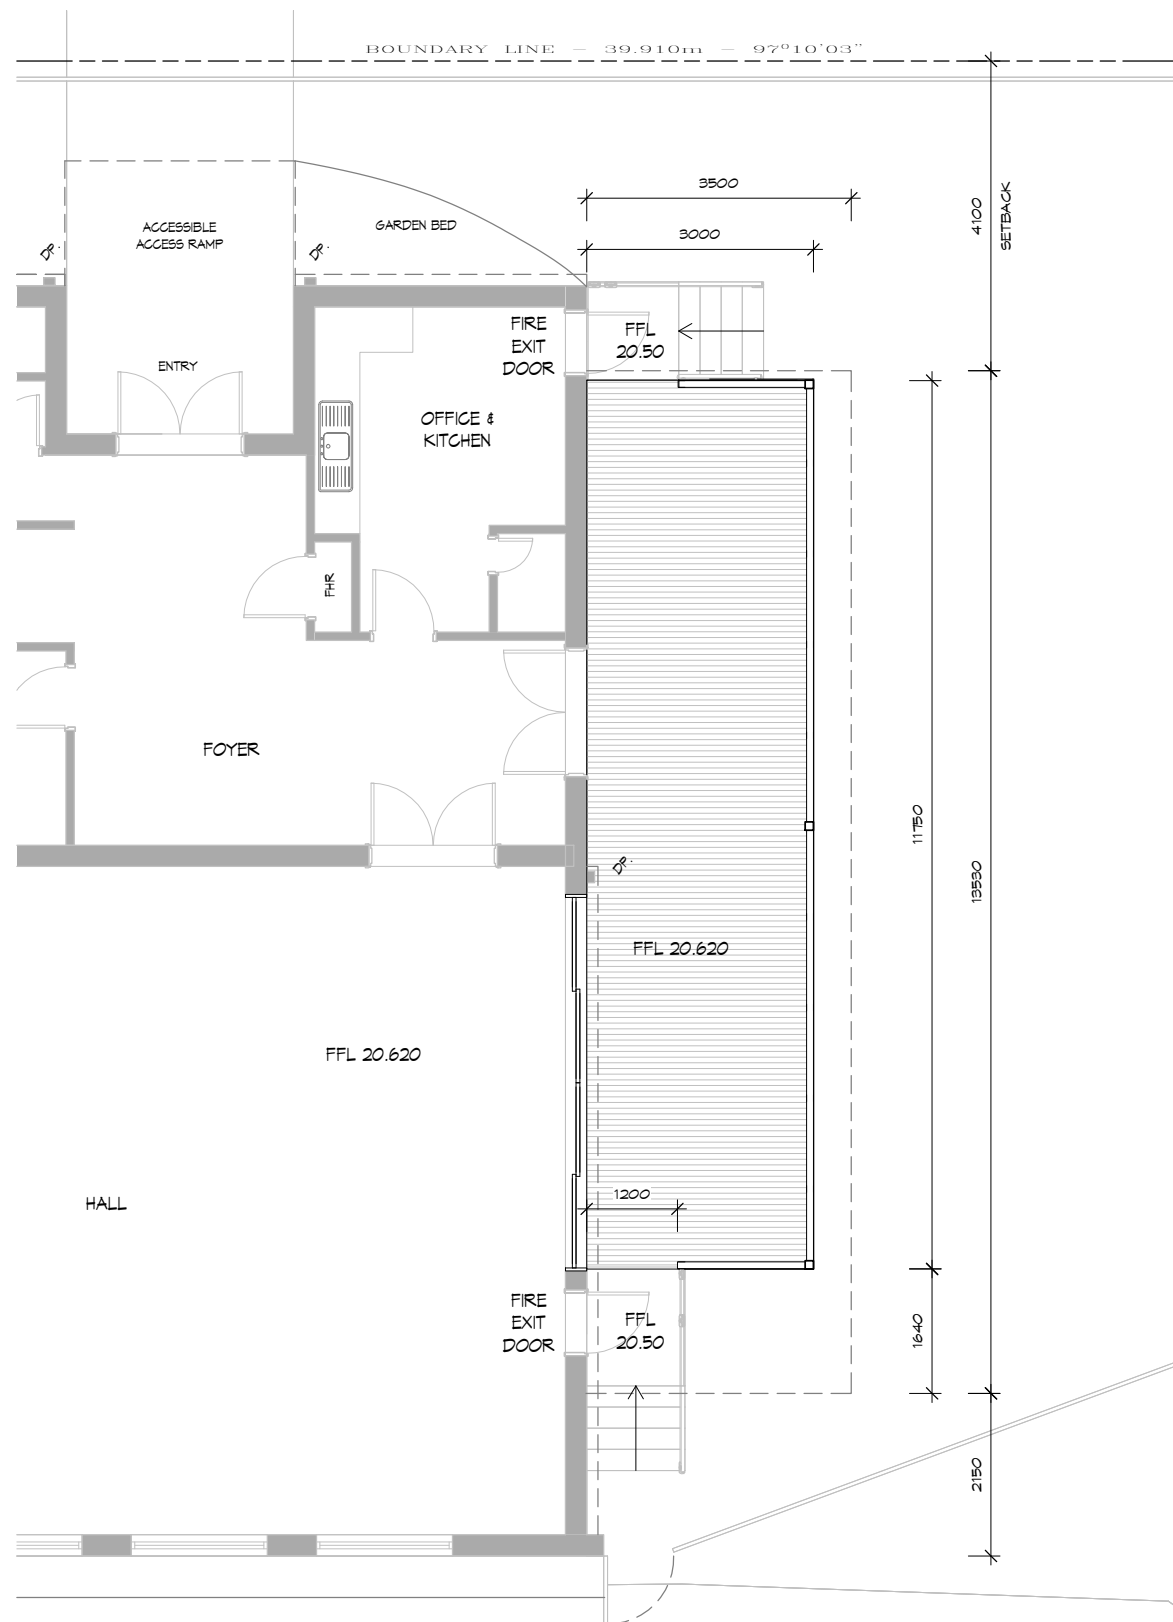 BOUNDARY LINE – 39.910m – 97°10'03"
3500
3000
4100
SETBACK
ACCESSIBLE
ACCESS RAMP
GARDEN BED
DP.
DP.
FIRE
EXIT
DOOR
FFL
20.50
ENTRY
OFFICE &
KITCHEN
FHR
FOYER
DP.
11750
13530
FFL 20.620
FFL 20.620
HALL
1200
FIRE
EXIT
DOOR
FFL
20.50
1640
2150